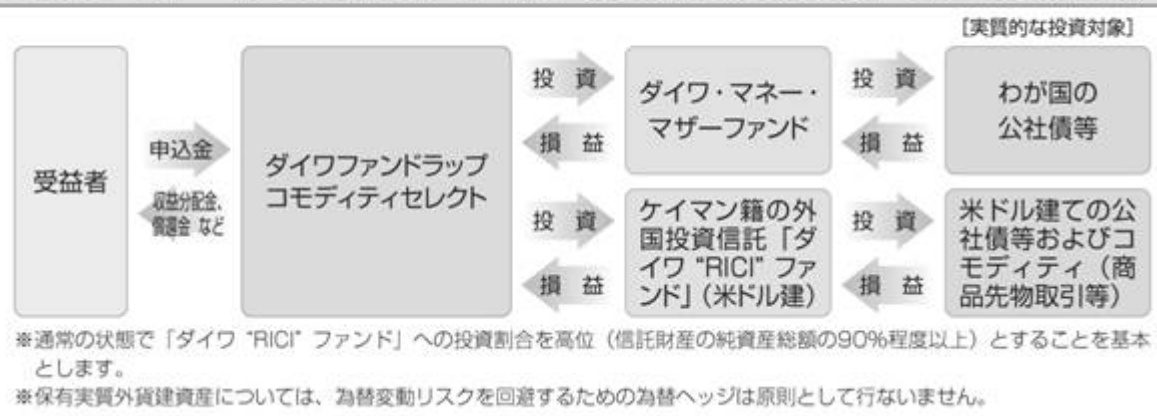 [実質的な投資対象]
受益者
申込金
収益分配金、
償還金 など
ダイワファンドラップ
コモディティセレクト
投 資
損 益
ダイワ・マネー・
マザーファンド
投 資
損 益
わが国の
公社債等
投 資
損 益
ケイマン籍の外
国投資信託「ダ
イワ “RICI” ファ
ンド」(米ドル建)
投 資
損 益
米ドル建ての公
社債等およびコ
モディティ(商
品先物取引等)
※通常の状態で「ダイワ “RICI” ファンド」への投資割合を高位(信託財産の純資産総額の90%程度以上)とすることを基本
とします。
※保有実質外貨建資産については、為替変動リスクを回避するための為替ヘッジは原則として行ないません。